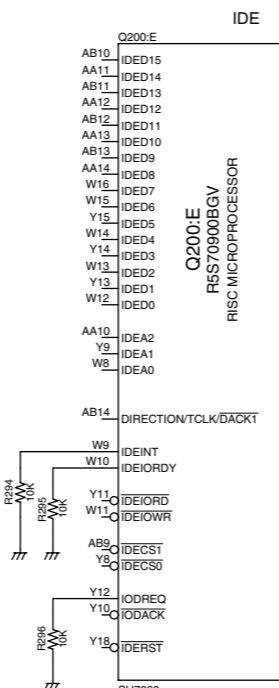 IDE
Q200:E
AB10 IDED15
AA11 IDED14
AB11 IDED13
AA12 IDED12
AB12 IDED11
AA13 IDED10
AB13 IDED9
AA14 IDED8
W16 IDED7
W15 IDED6
Y15 IDED5
W14 IDED4
Y14 IDED3
W13 IDED2
Y13 IDED1
W12 IDED0
AA10 IDEA2
Y9 IDEA1
W8 IDEA0
AB14 DIRECTION/TCLK/DACK1
W9 IDEINT
W10 IDEIORDY
Y11 IDEIORD
W11 IDEIOWR
AB9 IDECS1
Y8 IDECS0
Y12 IODREQ
Y10 IODACK
Y18 IDERST
Q200:E
R5S70900BGV
RISC MICROPROCESSOR
R294
10K
R295
10K
R296
10K